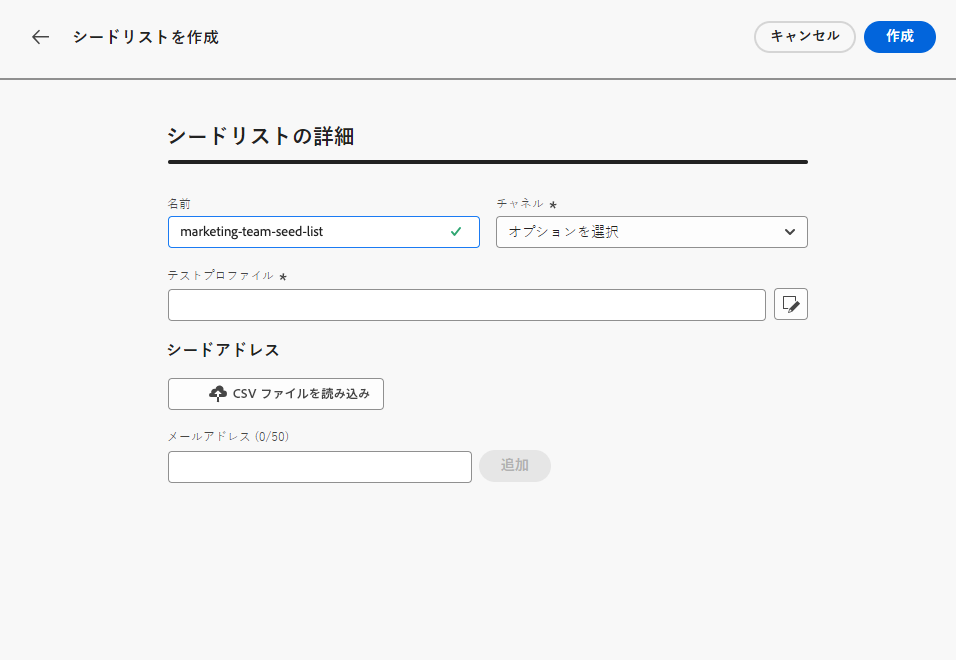 シードリストを作成
キャンセル
作成
シードリストの詳細
名前
チャネル *
marketing-team-seed-list
オプションを選択
テストプロファイル *
シードアドレス
CSV ファイルを読み込み
メールアドレス (0/50)
追加